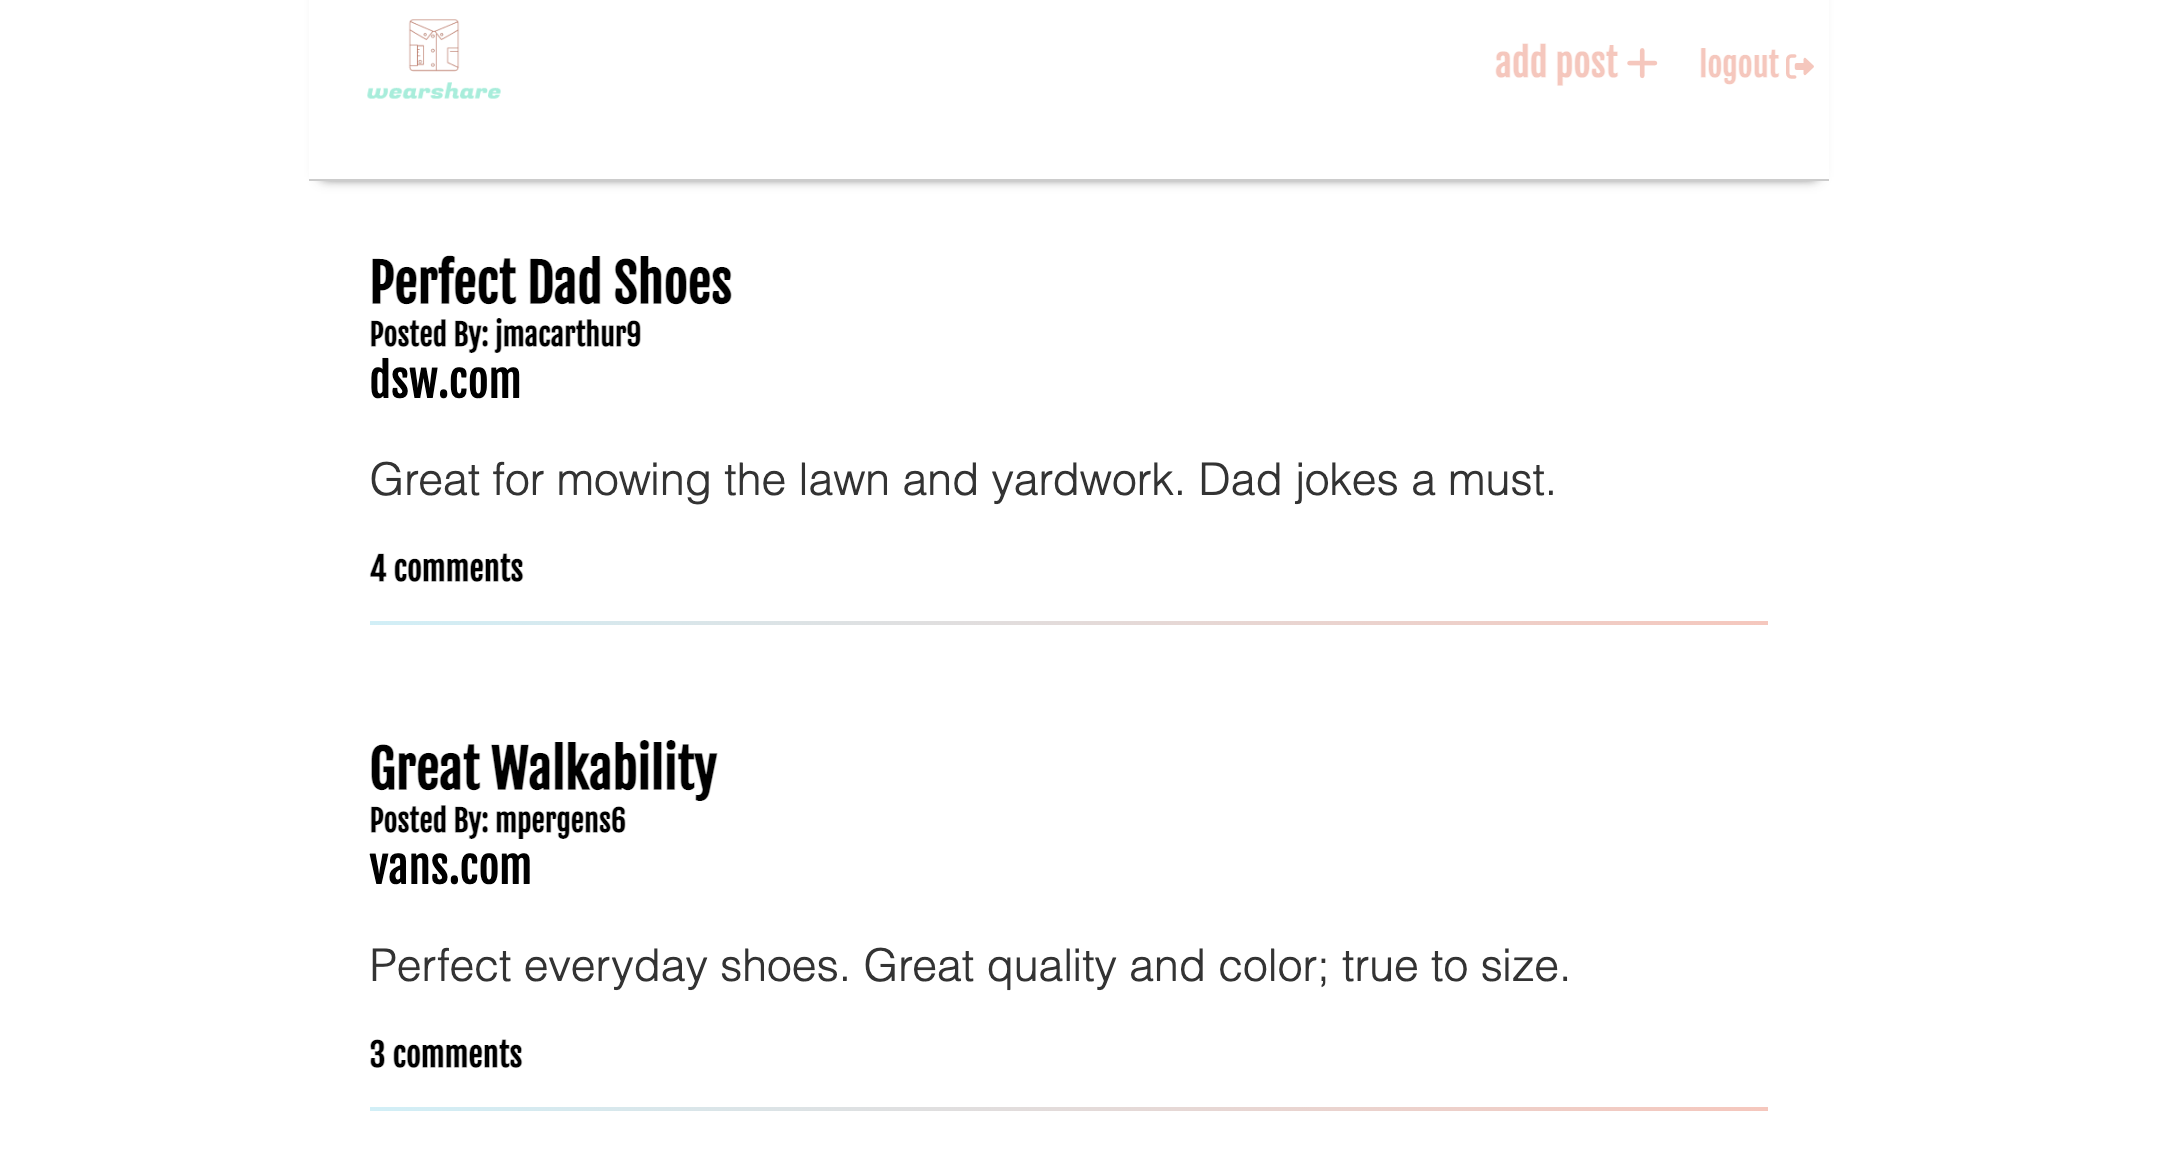 wearshare
add post
logout
Perfect Dad Shoes
Posted By: jmacarthur9
dsw.com
Great for mowing the lawn and yardwork. Dad jokes a must.
4 comments
Great Walkability
Posted By: mpergens6
vans.com
Perfect everyday shoes. Great quality and color; true to size.
3 comments